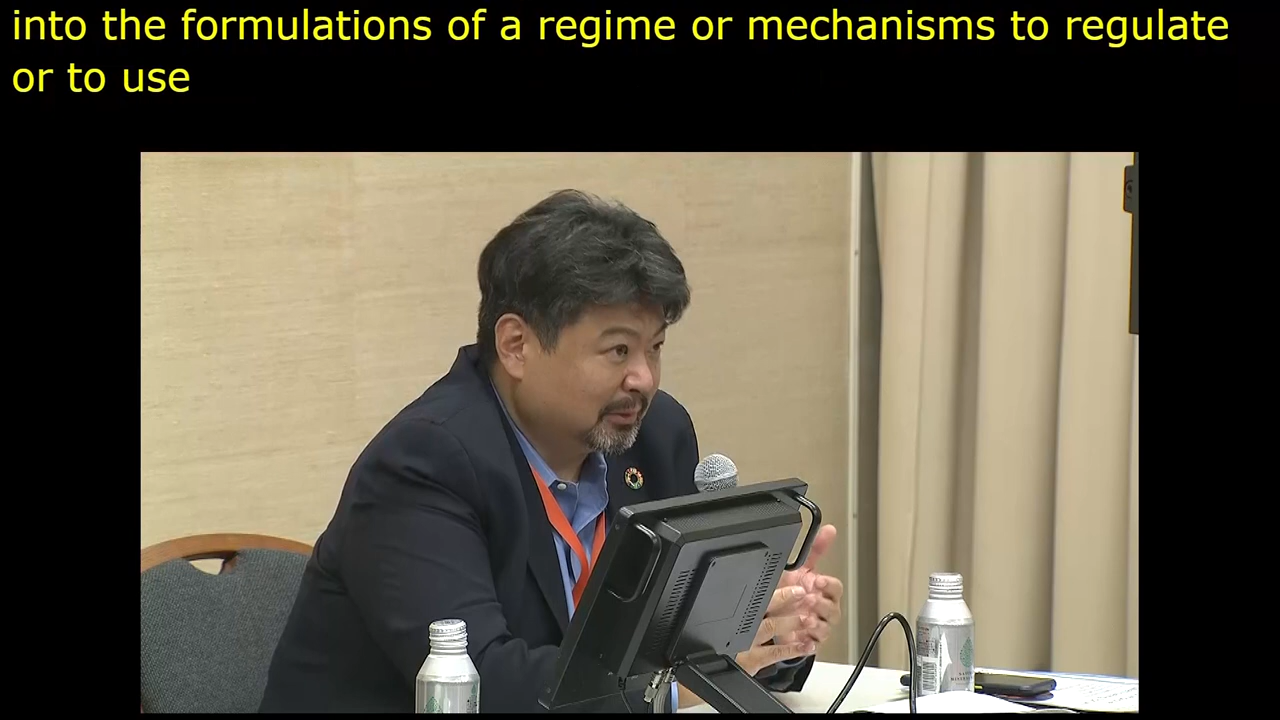 into the formulations of a regime or mechanisms to regulate
or to use